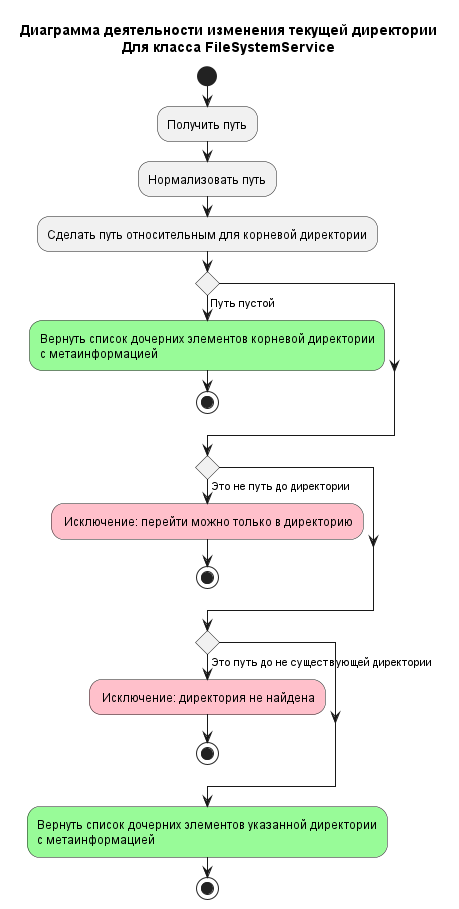 Диаграмма деятельности изменения текущей директории
Для класса FileSystemService
Получить путь
Нормализовать путь
Сделать путь относительным для корневой директории
Путь пустой
Вернуть список дочерних элементов корневой директории
с метаинформацией
Это не путь до директории
Исключение: перейти можно только в директорию
Это путь до не существующей директории
Исключение: директория не найдена
Вернуть список дочерних элементов указанной директории
с метаинформацией